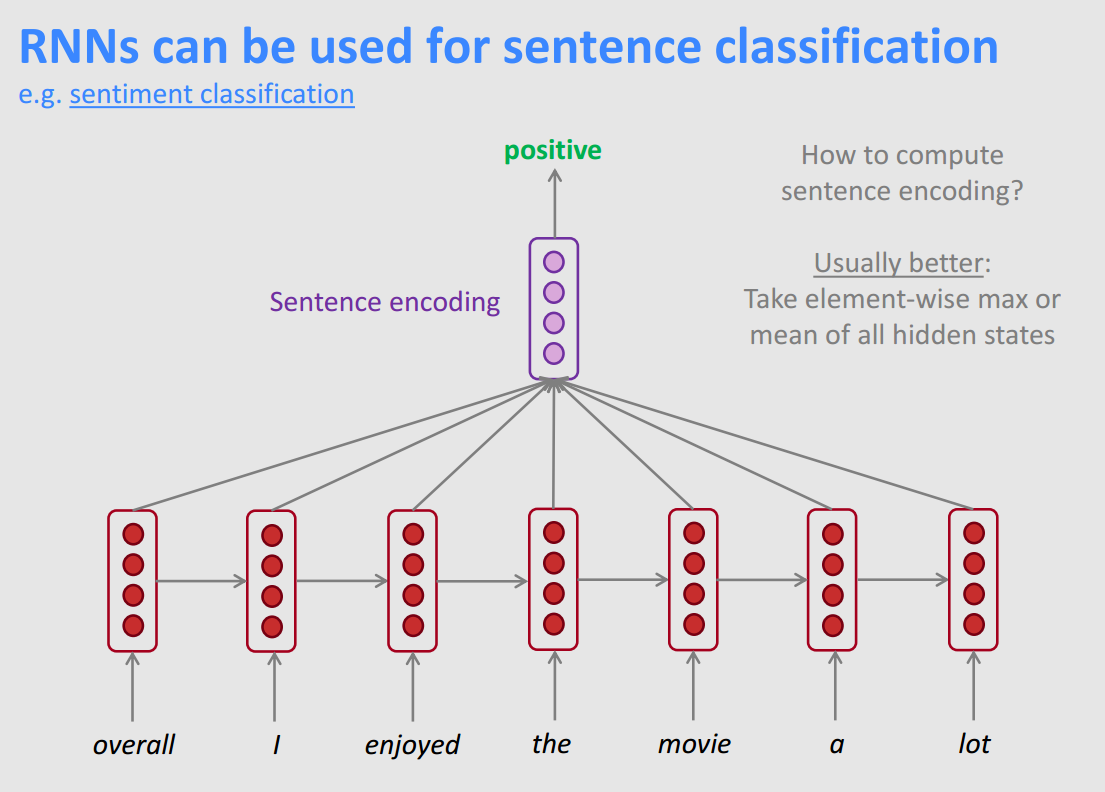 RNNs can be used for sentence classification
e.g. sentiment classification
positive
How to compute
sentence encoding?
Usually better:
Take element-wise max or
mean of all hidden states
Sentence encoding
overall I enjoyed the movie a lot